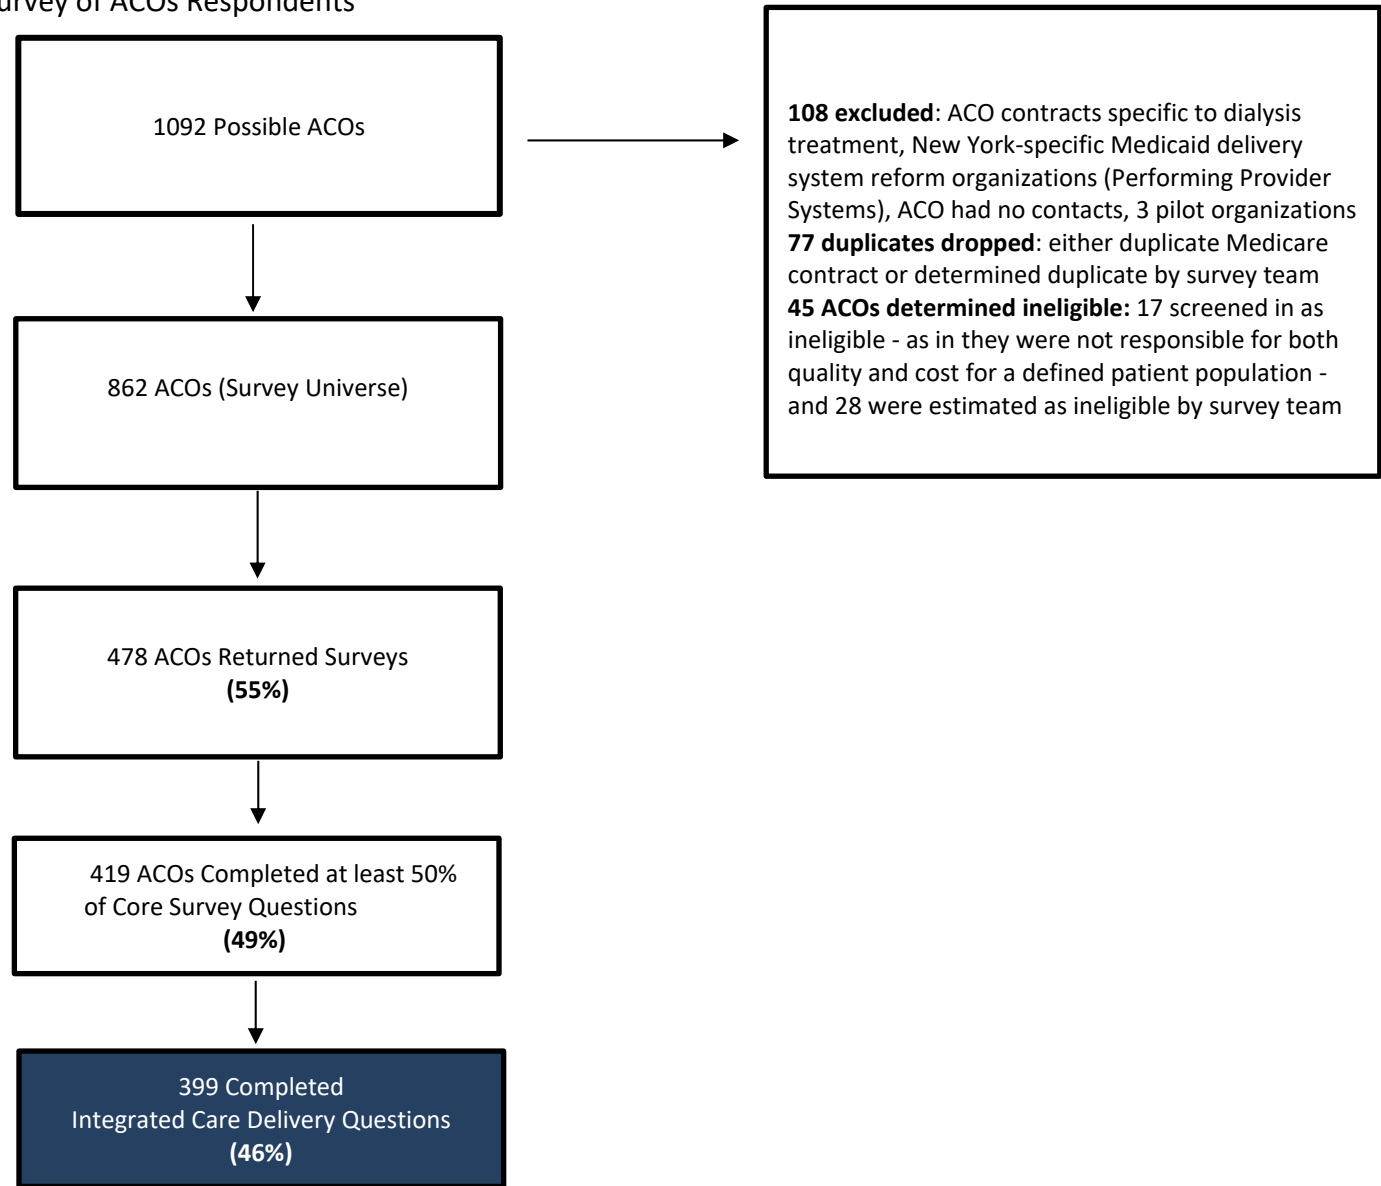 Survey of ACOs Respondents
1092 Possible ACOs
108 excluded: ACO contracts specific to dialysis
treatment, New York-specific Medicaid delivery
system reform organizations (Performing Provider
Systems), ACO had no contacts, 3 pilot organizations
77 duplicates dropped: either duplicate Medicare
contract or determined duplicate by survey team
45 ACOs determined ineligible: 17 screened in as
ineligible - as in they were not responsible for both
quality and cost for a defined patient population -
and 28 were estimated as ineligible by survey team
862 ACOs (Survey Universe)
478 ACOs Returned Surveys
(55%)
419 ACOs Completed at least 50%
of Core Survey Questions
(49%)
399 Completed
Integrated Care Delivery Questions
(46%)